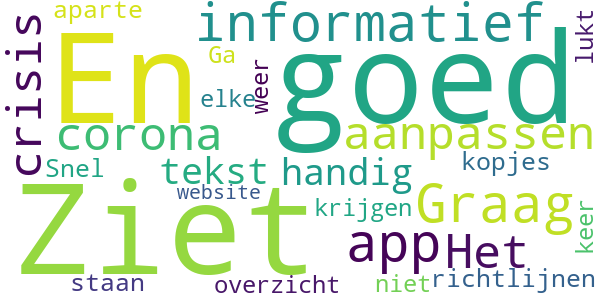 aparte
crisis
En
informatief
Ga
goed
lukt
elke
weer
corona
aanpassen
Snel
tekst
handig
kopjes
website
Ziet
krijgen
Graag
keer
app
Het
staan
overzicht
niet
richtlijnen